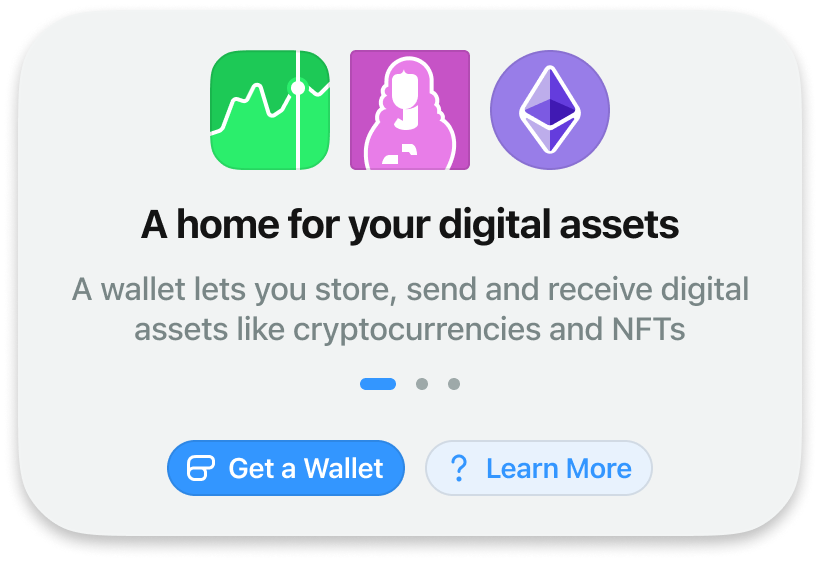 A home for your digital assets
A wallet lets you store, send and receive digital
assets like cryptocurrencies and NFTs
Get a Wallet
Learn More